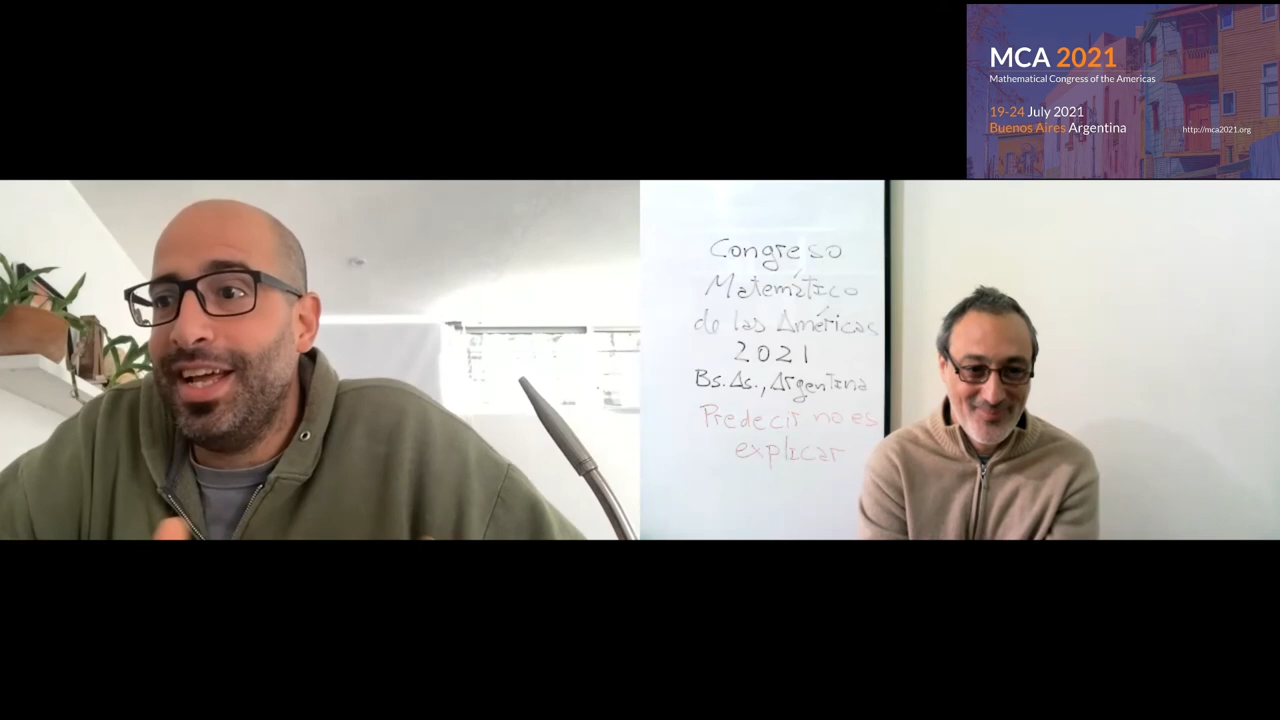 MCA 2021
Mathematical Congress of the Americas
19-24 July 2021
Buenos Aires Argentina
http://mca2021.org
Congreso
Matemático
de las Américas
2021
Bs.As., Argentina
Predecir no es
explicar